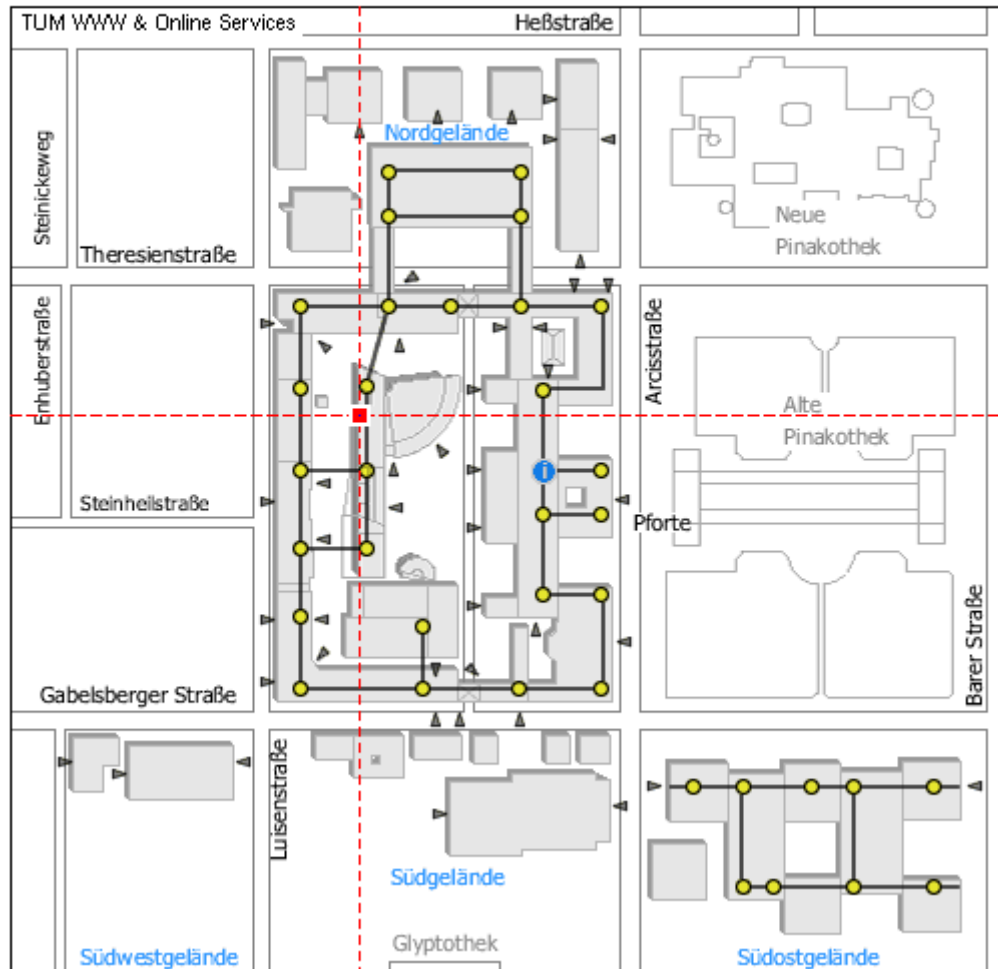 TUM WWW & Online Services
Heßstraße
Steinickeweg
Nordgelände
Theresienstraße
Neue
Pinakothek
Enhuberstraße
Arcisstraße
Alte
Pinakothek
Steinheilstraße
i
Pforte
Barer Straße
Gabelsberger Straße
Luisenstraße
Südgelände
Glyptothek
Südwestgelände
Südostgelände